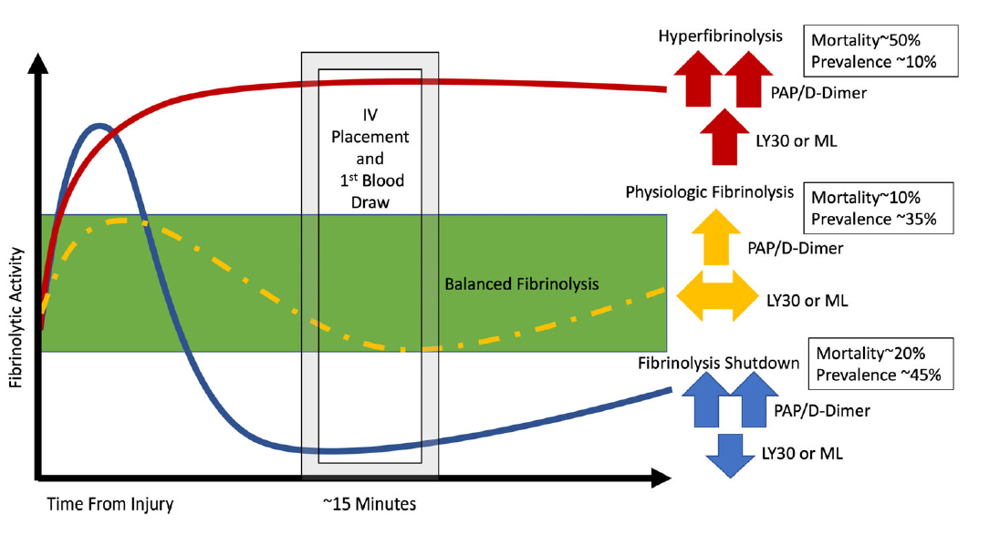 Hyperfibrinolysis
Mortality~50%
Prevalence ~10%
PAP/D-Dimer
LY30 or ML
IV
Placement
and
1st Blood
Draw
Physiologic Fibrinolysis
Mortality~10%
Prevalence ~35%
PAP/D-Dimer
LY30 or ML
Balanced Fibrinolysis
Fibrinolytic Activity
Fibrinolysis Shutdown
Mortality~20%
Prevalence ~45%
PAP/D-Dimer
LY30 or ML
Time From Injury
~15 Minutes